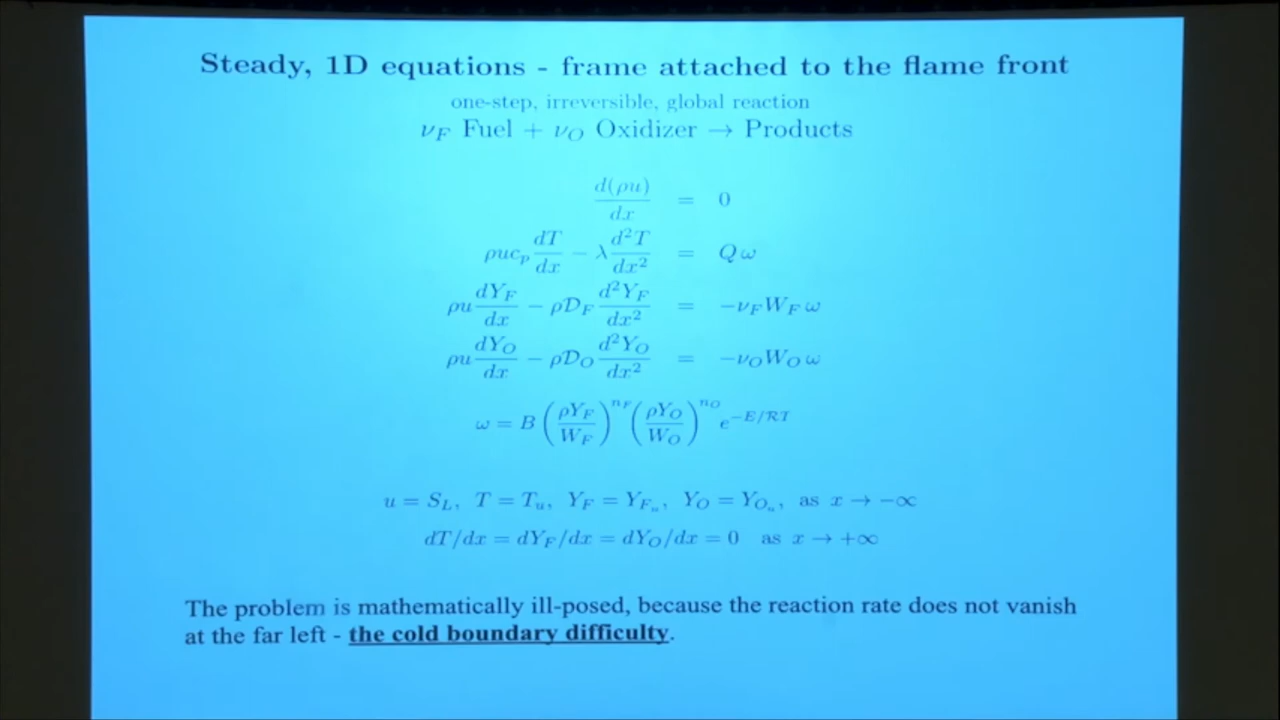 Steady, 1D equations - frame attached to the flame front
one-step, irreversible, global reaction
ν_F Fuel + ν_O Oxidizer → Products
d(ρu)/dx = 0
ρuc_p dT/dx − λ d²T/dx² = Qω
ρu dY_F/dx − ρD_F d²Y_F/dx² = −ν_F W_F ω
ρu dY_O/dx − ρD_O d²Y_O/dx² = −ν_O W_O ω
ω = B (ρY_F/W_F)^{n_F} (ρY_O/W_O)^{n_O} e^{−E/RT}
u = S_L, T = T_u, Y_F = Y_{F_u}, Y_O = Y_{O_u}, as x → −∞
dT/dx = dY_F/dx = dY_O/dx = 0 as x → +∞
The problem is mathematically ill-posed, because the reaction rate does not vanish
at the far left - the cold boundary difficulty.